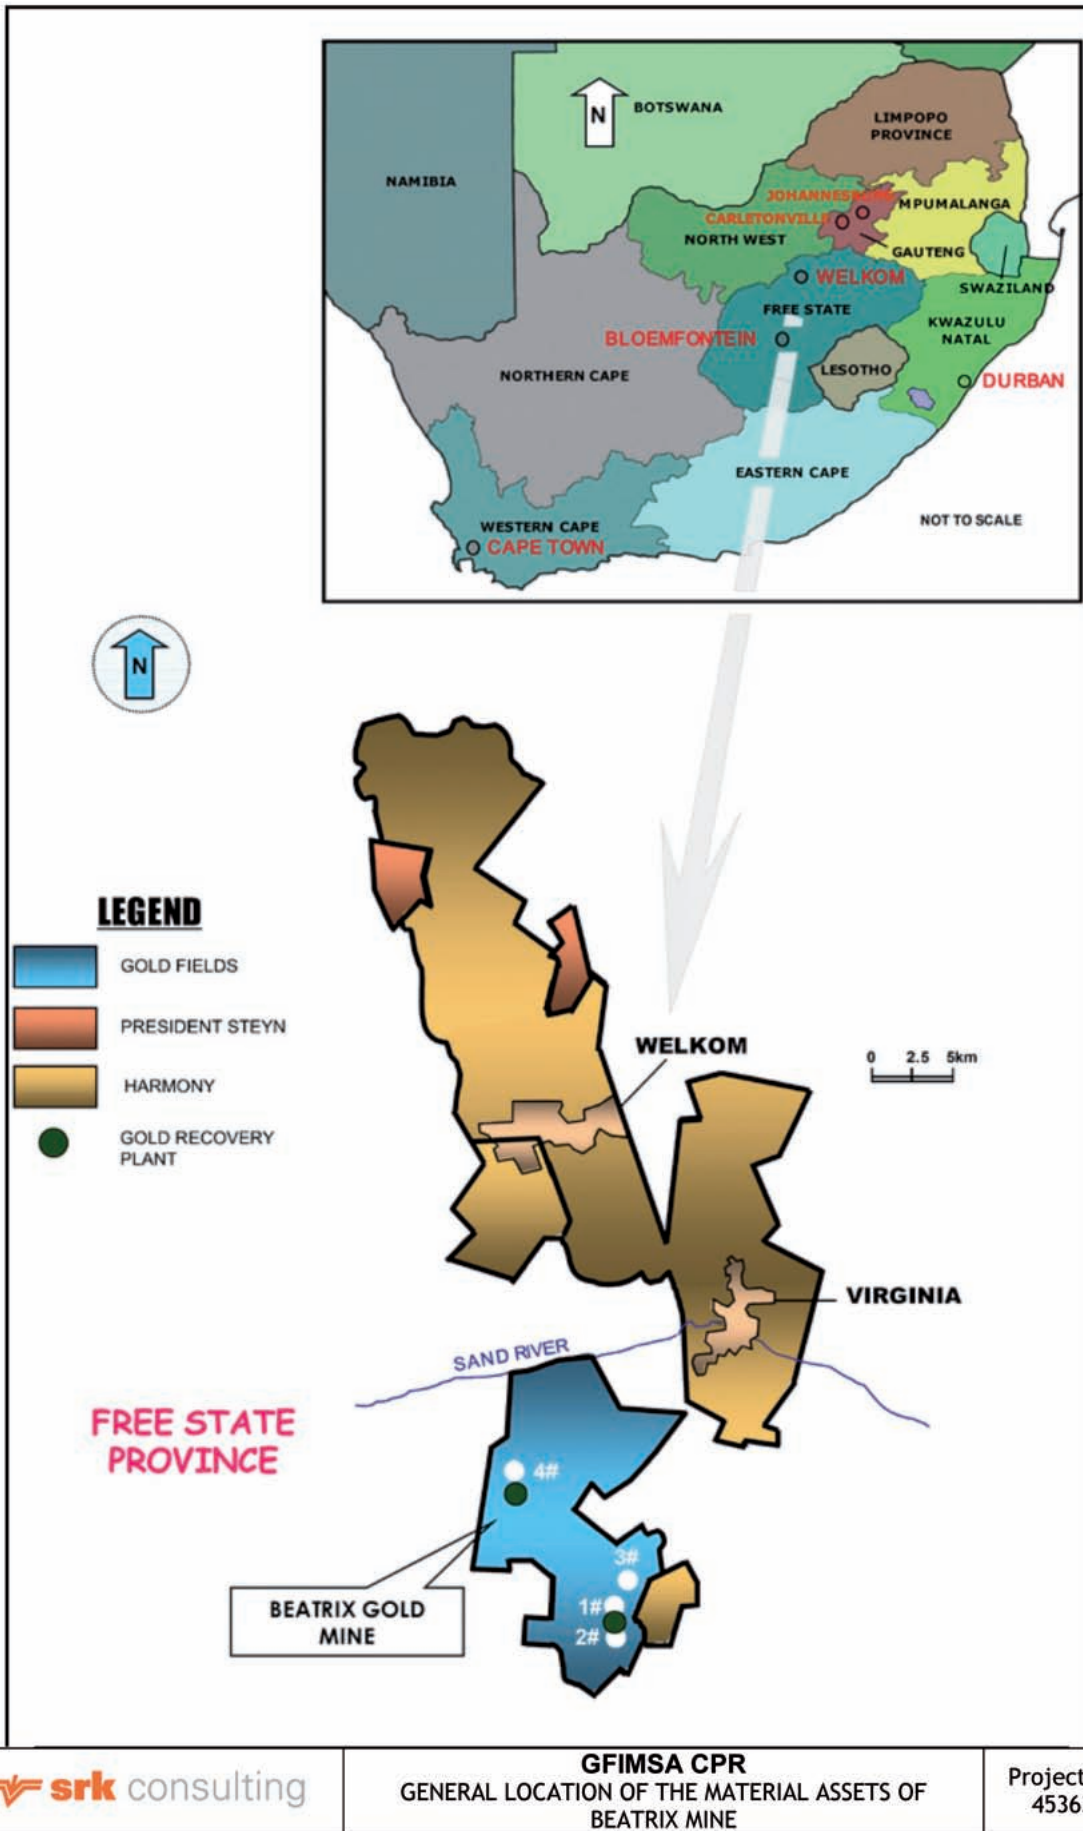 N
BOTSWANA
LIMPOPO
PROVINCE
NAMIBIA
JOHANNESBURG
MPUMALANGA
CARLETONVILLE
NORTH WEST
GAUTENG
WELKOM
SWAZILAND
FREE STATE
KWAZULU
NATAL
BLOEMFONTEIN
LESOTHO
NORTHERN CAPE
DURBAN
EASTERN CAPE
NOT TO SCALE
WESTERN CAPE
CAPE TOWN
N
LEGEND
GOLD FIELDS
PRESIDENT STEYN
HARMONY
GOLD RECOVERY
PLANT
WELKOM
0 2.5 5km
VIRGINIA
SAND RIVER
FREE STATE
PROVINCE
4#
3#
1#
2#
BEATRIX GOLD
MINE
srk consulting
GFIMSA CPR
GENERAL LOCATION OF THE MATERIAL ASSETS OF
BEATRIX MINE
Project
4536